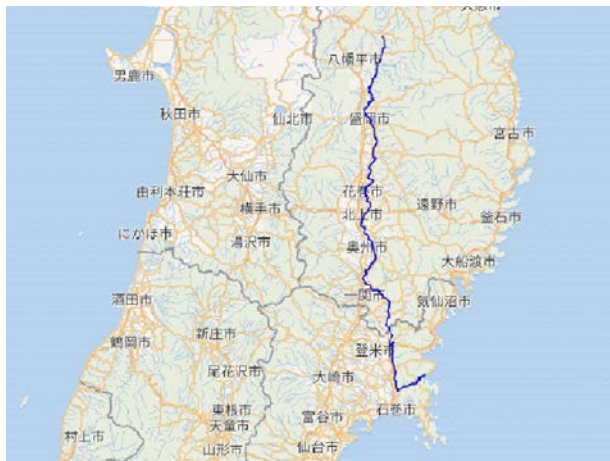 八幡平市
男鹿市
秋田市
仙北市
盛岡市
宮古市
大仙市
由利本荘市
花巻市
遠野市
横手市
北上市
釜石市
にかほ市
湯沢市
奥州市
大船渡市
一関市
気仙沼市
酒田市
新庄市
鶴岡市
登米市
尾花沢市
大崎市
東根市
石巻市
富谷市
天童市
村上市
山形市
仙台市